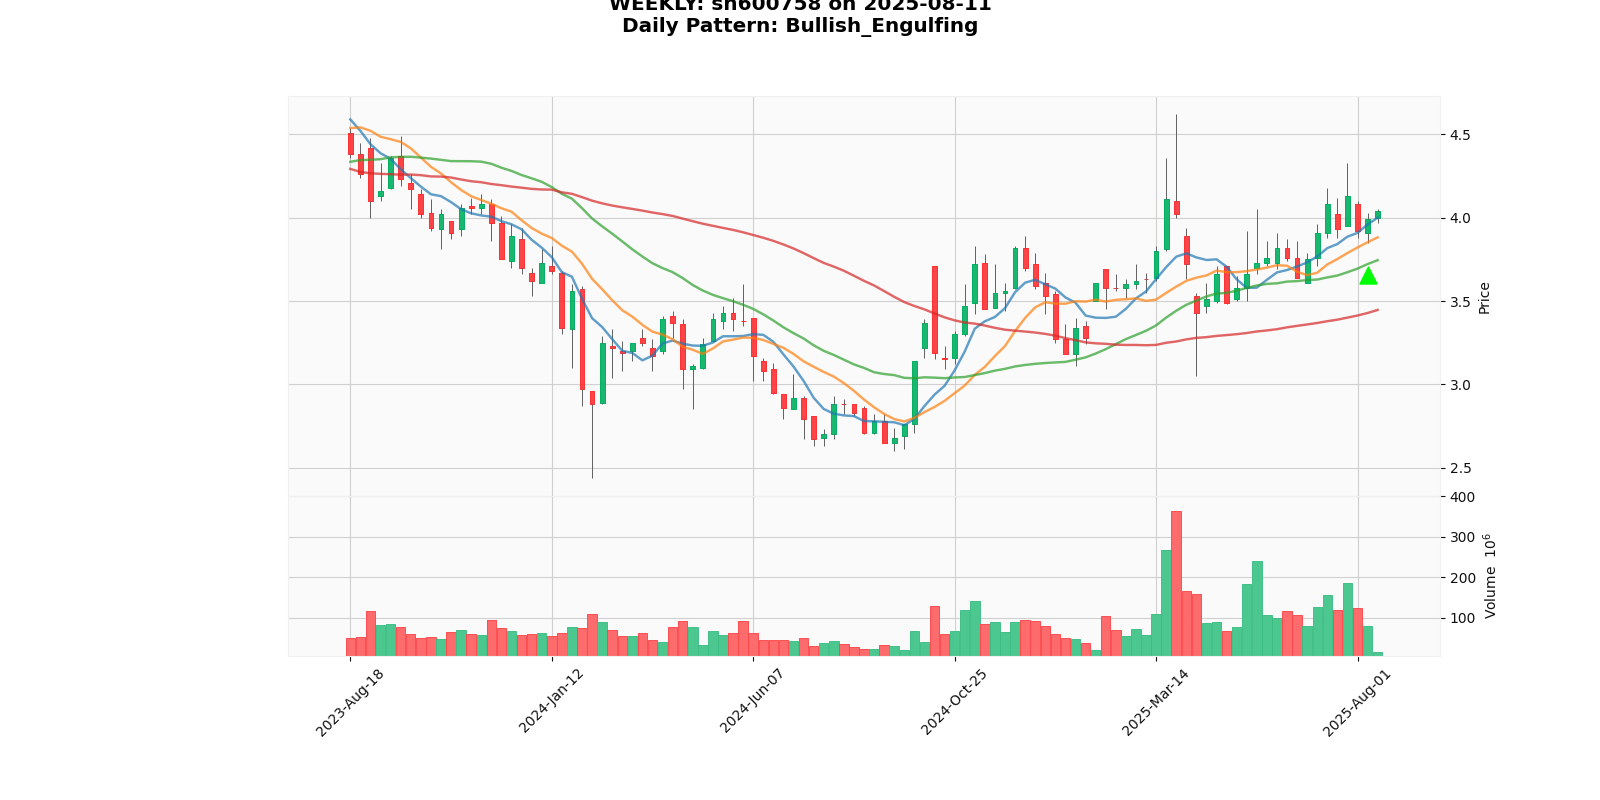 WEEKLY: sh600758 on 2025-08-11
Daily Pattern: Bullish_Engulfing
4.5
4.0
3.5
3.0
2.5
Price
400
300
200
100
Volume 10^6
2023-Aug-18
2024-Jan-12
2024-Jun-07
2024-Oct-25
2025-Mar-14
2025-Aug-01